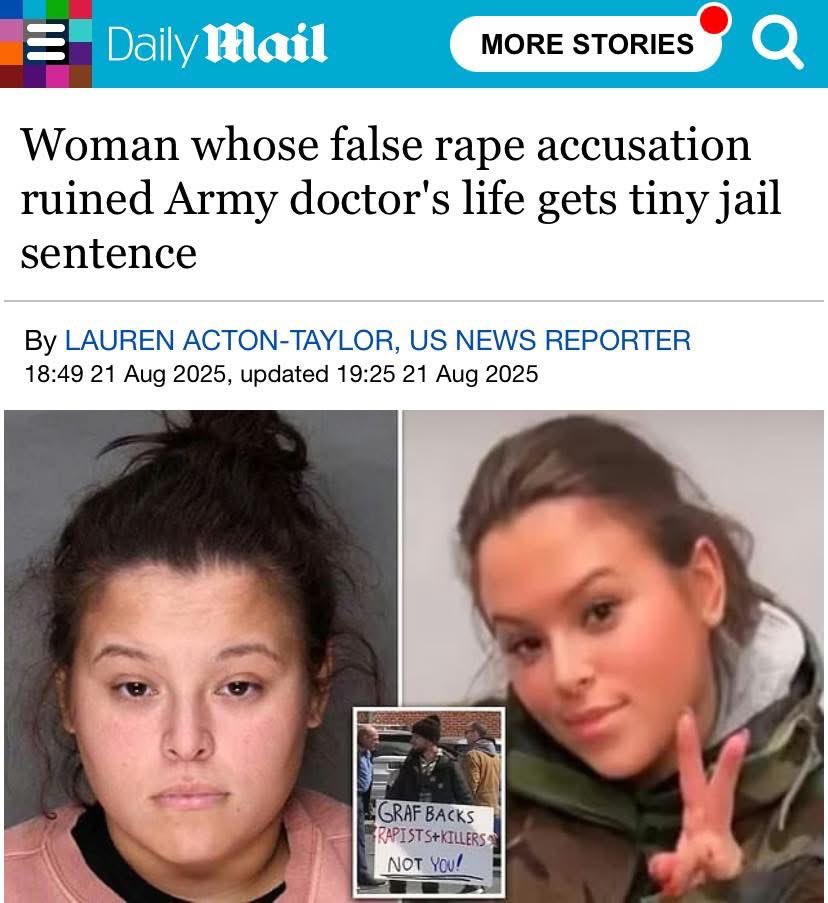 Daily Mail
MORE STORIES
Woman whose false rape accusation
ruined Army doctor's life gets tiny jail
sentence
By LAUREN ACTON-TAYLOR, US NEWS REPORTER
18:49 21 Aug 2025, updated 19:25 21 Aug 2025
GRAF BACKS
RAPISTS+KILLERS
NOT YOU!